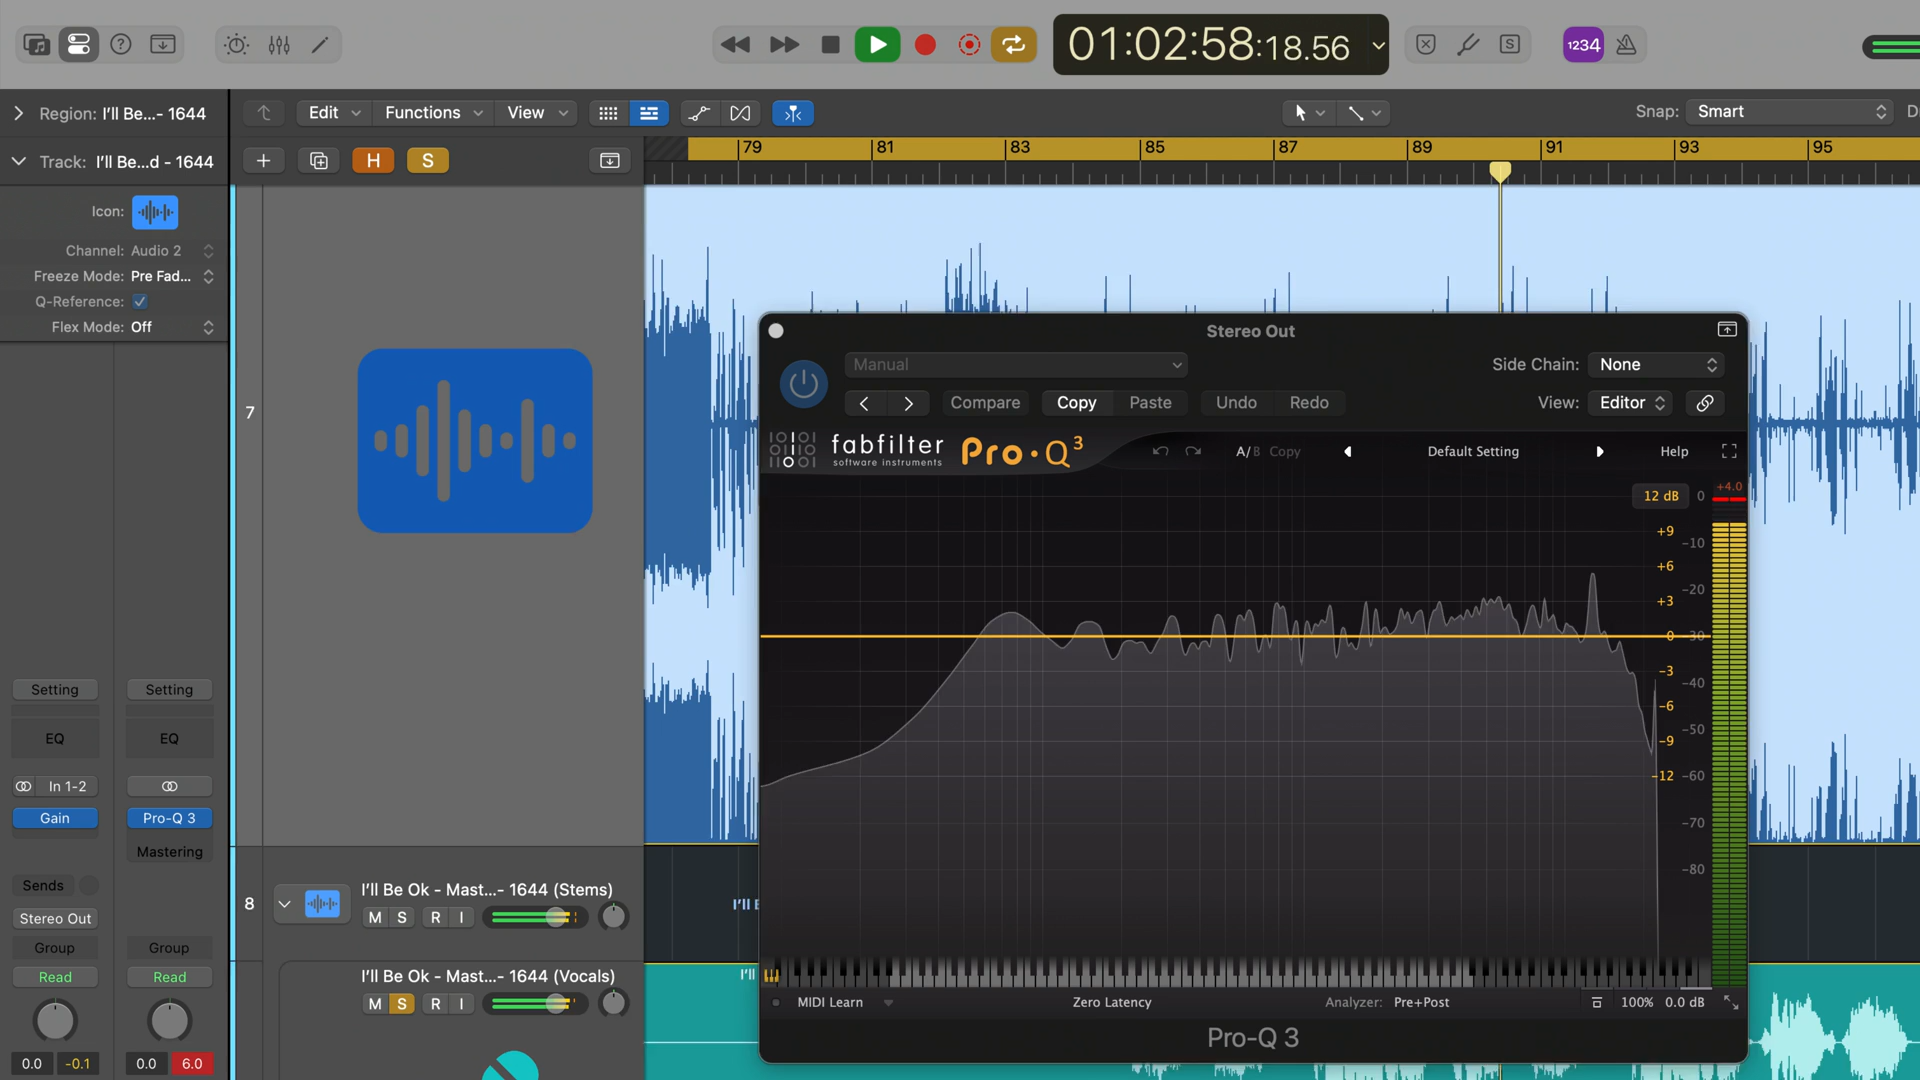 01:02:58:18.56
1234
Region: I'll Be...- 1644
Edit
Functions
View
Snap: Smart
Track: I'll Be...d - 1644
H
S
79
81
83
85
87
89
91
93
95
Icon:
Channel: Audio 2
Freeze Mode: Pre Fad...
Q-Reference:
Flex Mode: Off
7
Stereo Out
Manual
Side Chain: None
Compare
Copy
Paste
Undo
Redo
View: Editor
fabfilter
software instruments
Pro·Q3
A/B Copy
Default Setting
Help
12 dB
0
+4.0
+9
-10
+6
-20
+3
0
-30
-3
-40
-6
-50
-9
-12
-60
-70
-80
Setting
Setting
EQ
EQ
In 1-2
Gain
Pro-Q 3
Mastering
Sends
Stereo Out
Group
Group
Read
Read
0.0
-0.1
0.0
6.0
8
I'll Be Ok - Mast...- 1644 (Stems)
M
S
R
I
I'll Be Ok - Mast...- 1644 (Vocals)
M
S
R
I
MIDI Learn
Zero Latency
Analyzer: Pre+Post
100%
0.0 dB
Pro-Q 3